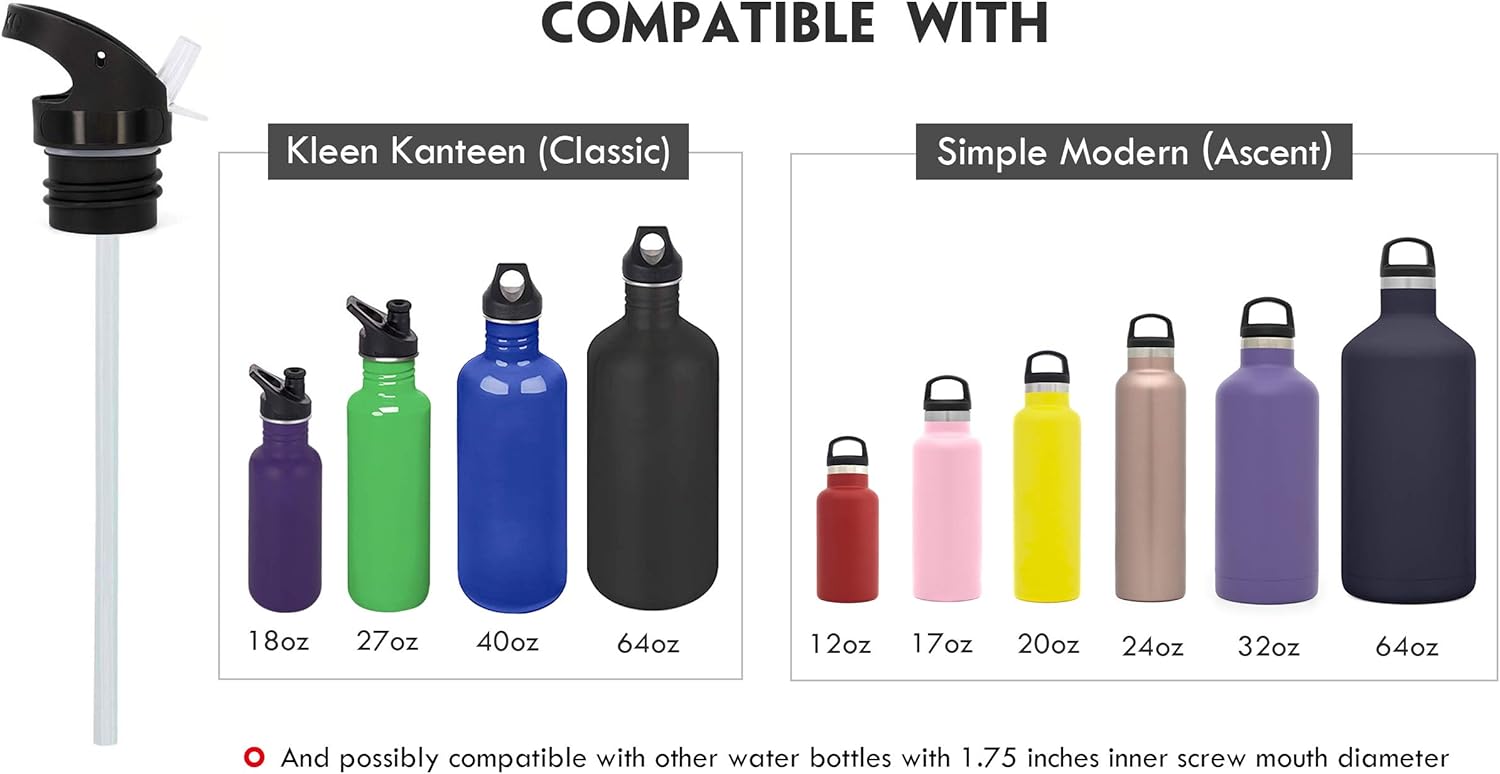 COMPATIBLE WITH
Kleen Kanteen (Classic)
18oz
27oz
40oz
64oz
Simple Modern (Ascent)
12oz
17oz
20oz
24oz
32oz
64oz
And possibly compatible with other water bottles with 1.75 inches inner screw mouth diameter